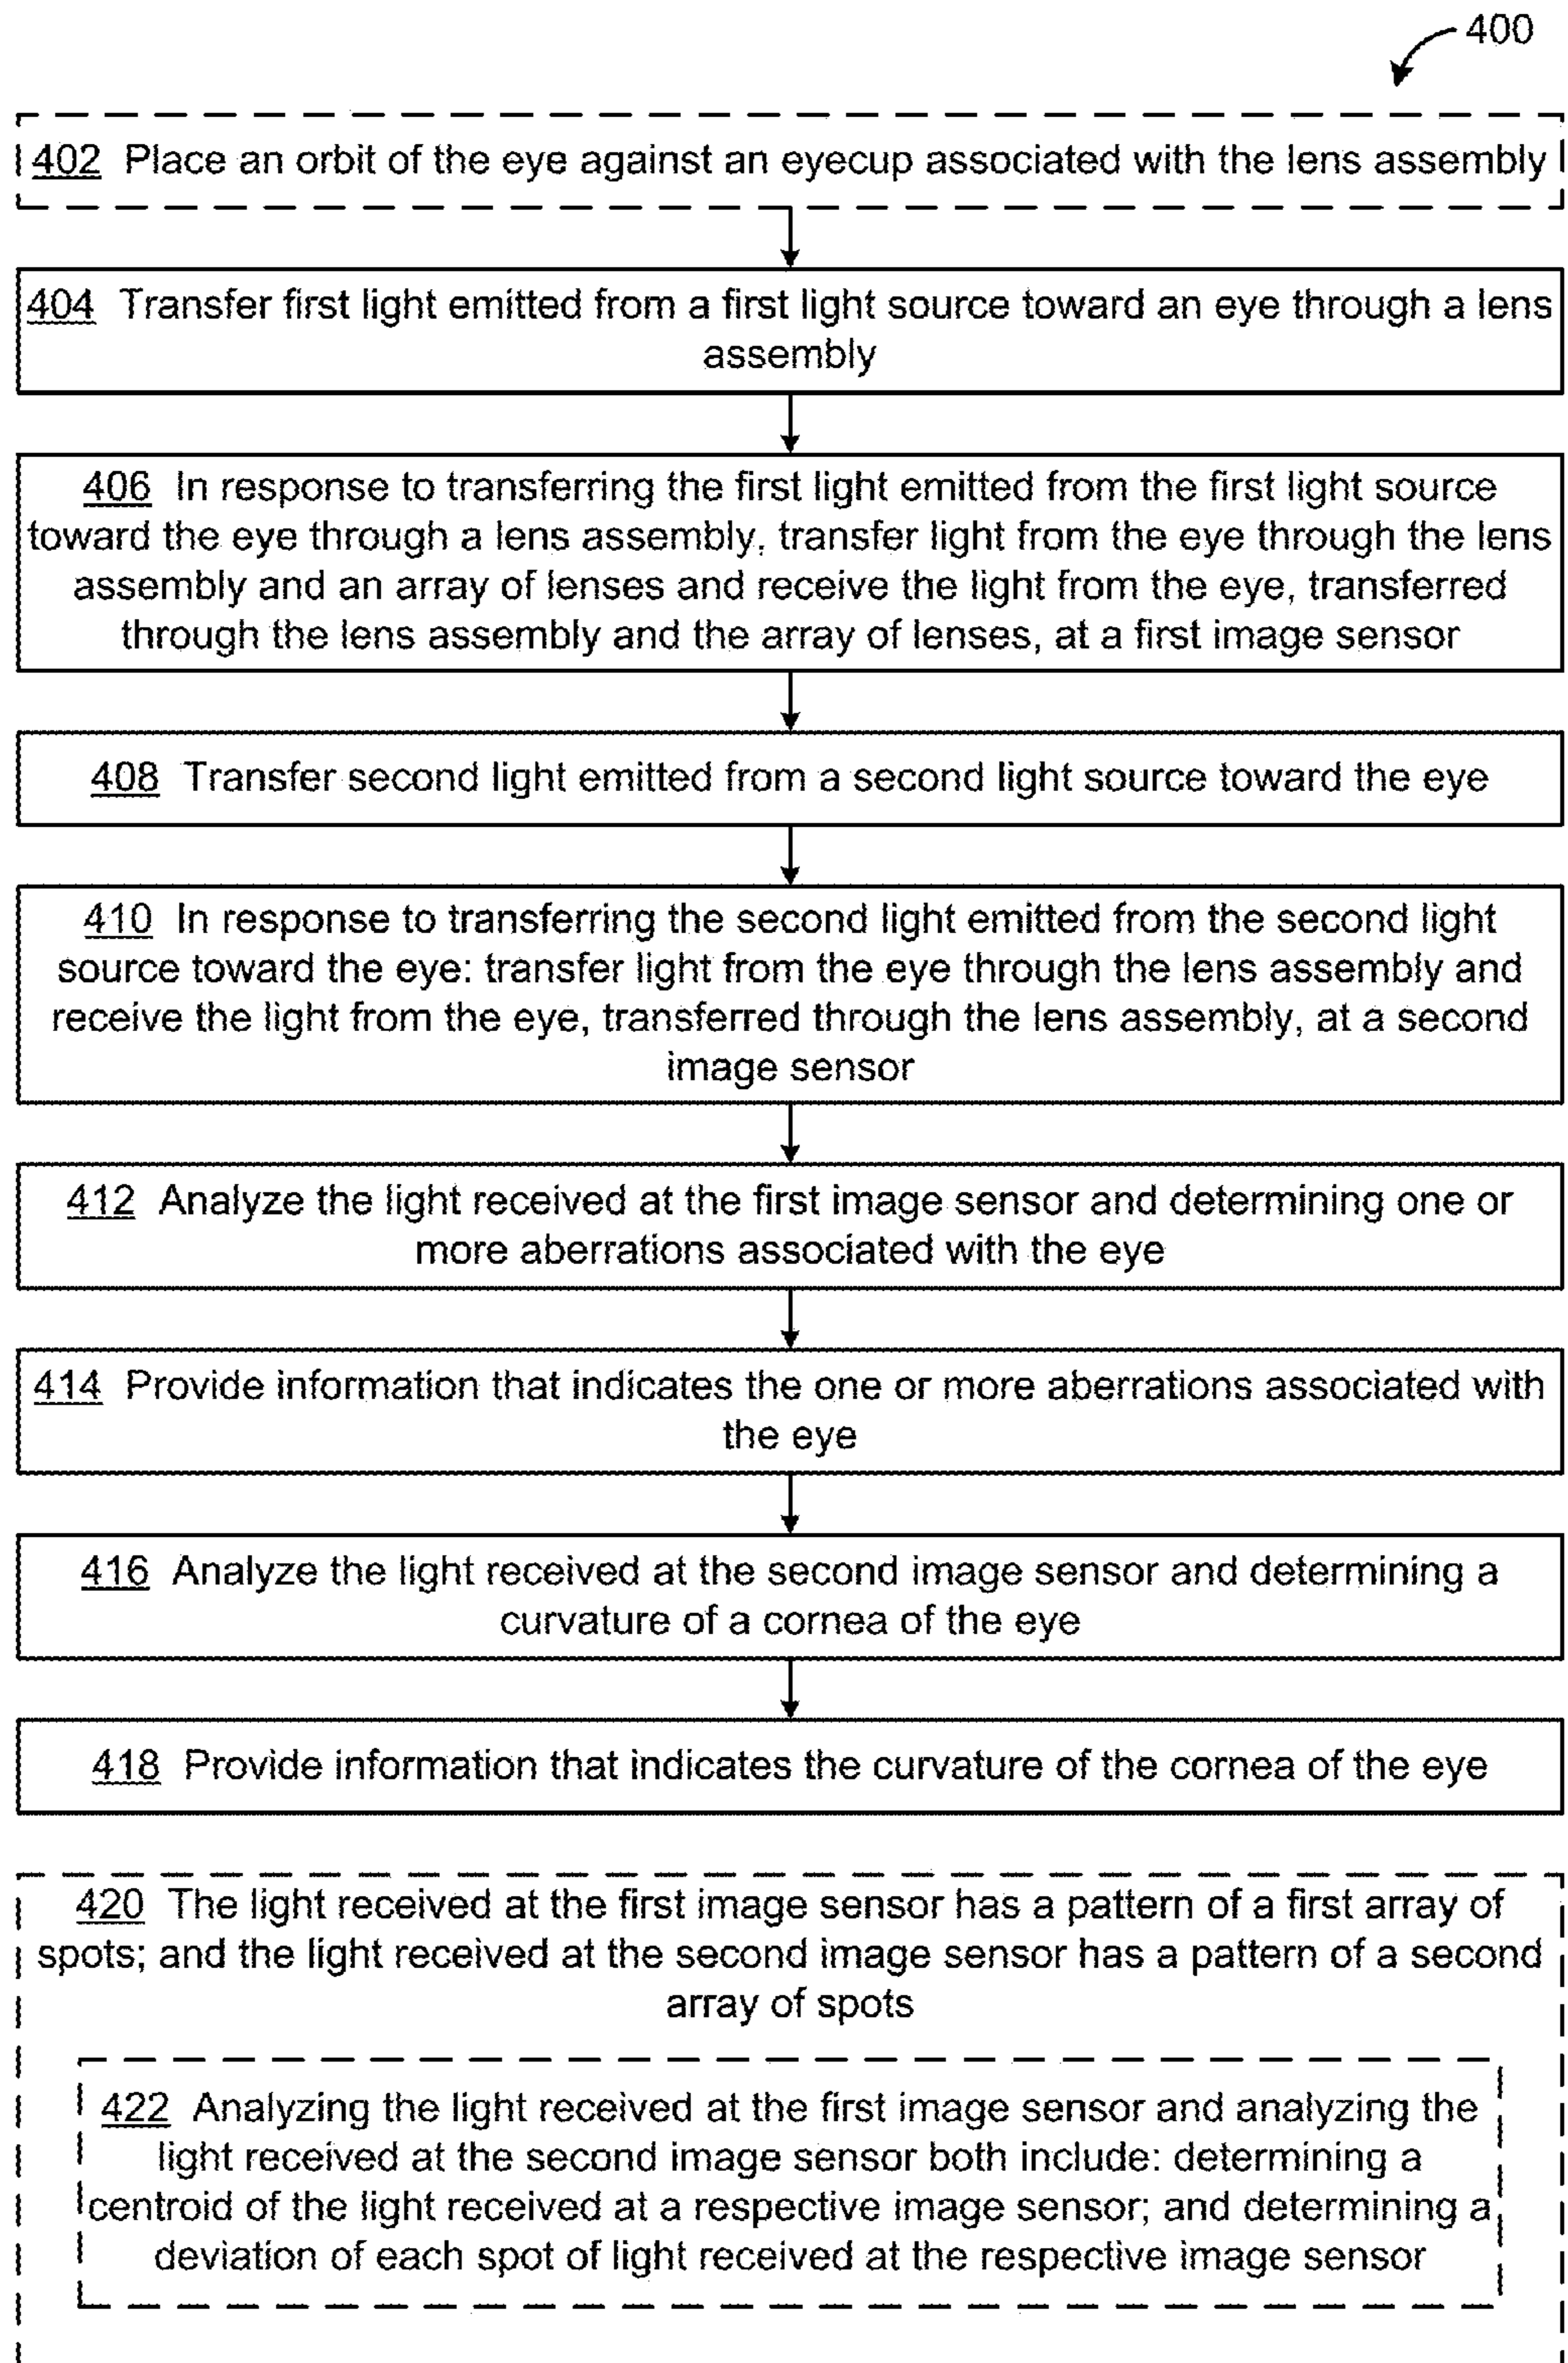 400
402 Place an orbit of the eye against an eyecup associated with the lens assembly
404 Transfer first light emitted from a first light source toward an eye through a lens
assembly
406 In response to transferring the first light emitted from the first light source
toward the eye through a lens assembly, transfer light from the eye through the lens
assembly and an array of lenses and receive the light from the eye, transferred
through the lens assembly and the array of lenses, at a first image sensor
408 Transfer second light emitted from a second light source toward the eye
410 In response to transferring the second light emitted from the second light
source toward the eye: transfer light from the eye through the lens assembly and
receive the light from the eye, transferred through the lens assembly, at a second
image sensor
412 Analyze the light received at the first image sensor and determining one or
more aberrations associated with the eye
414 Provide information that indicates the one or more aberrations associated with
the eye
416 Analyze the light received at the second image sensor and determining a
curvature of a cornea of the eye
418 Provide information that indicates the curvature of the cornea of the eye
420 The light received at the first image sensor has a pattern of a first array of
spots; and the light received at the second image sensor has a pattern of a second
array of spots
422 Analyzing the light received at the first image sensor and analyzing the
light received at the second image sensor both include: determining a
centroid of the light received at a respective image sensor; and determining a
deviation of each spot of light received at the respective image sensor